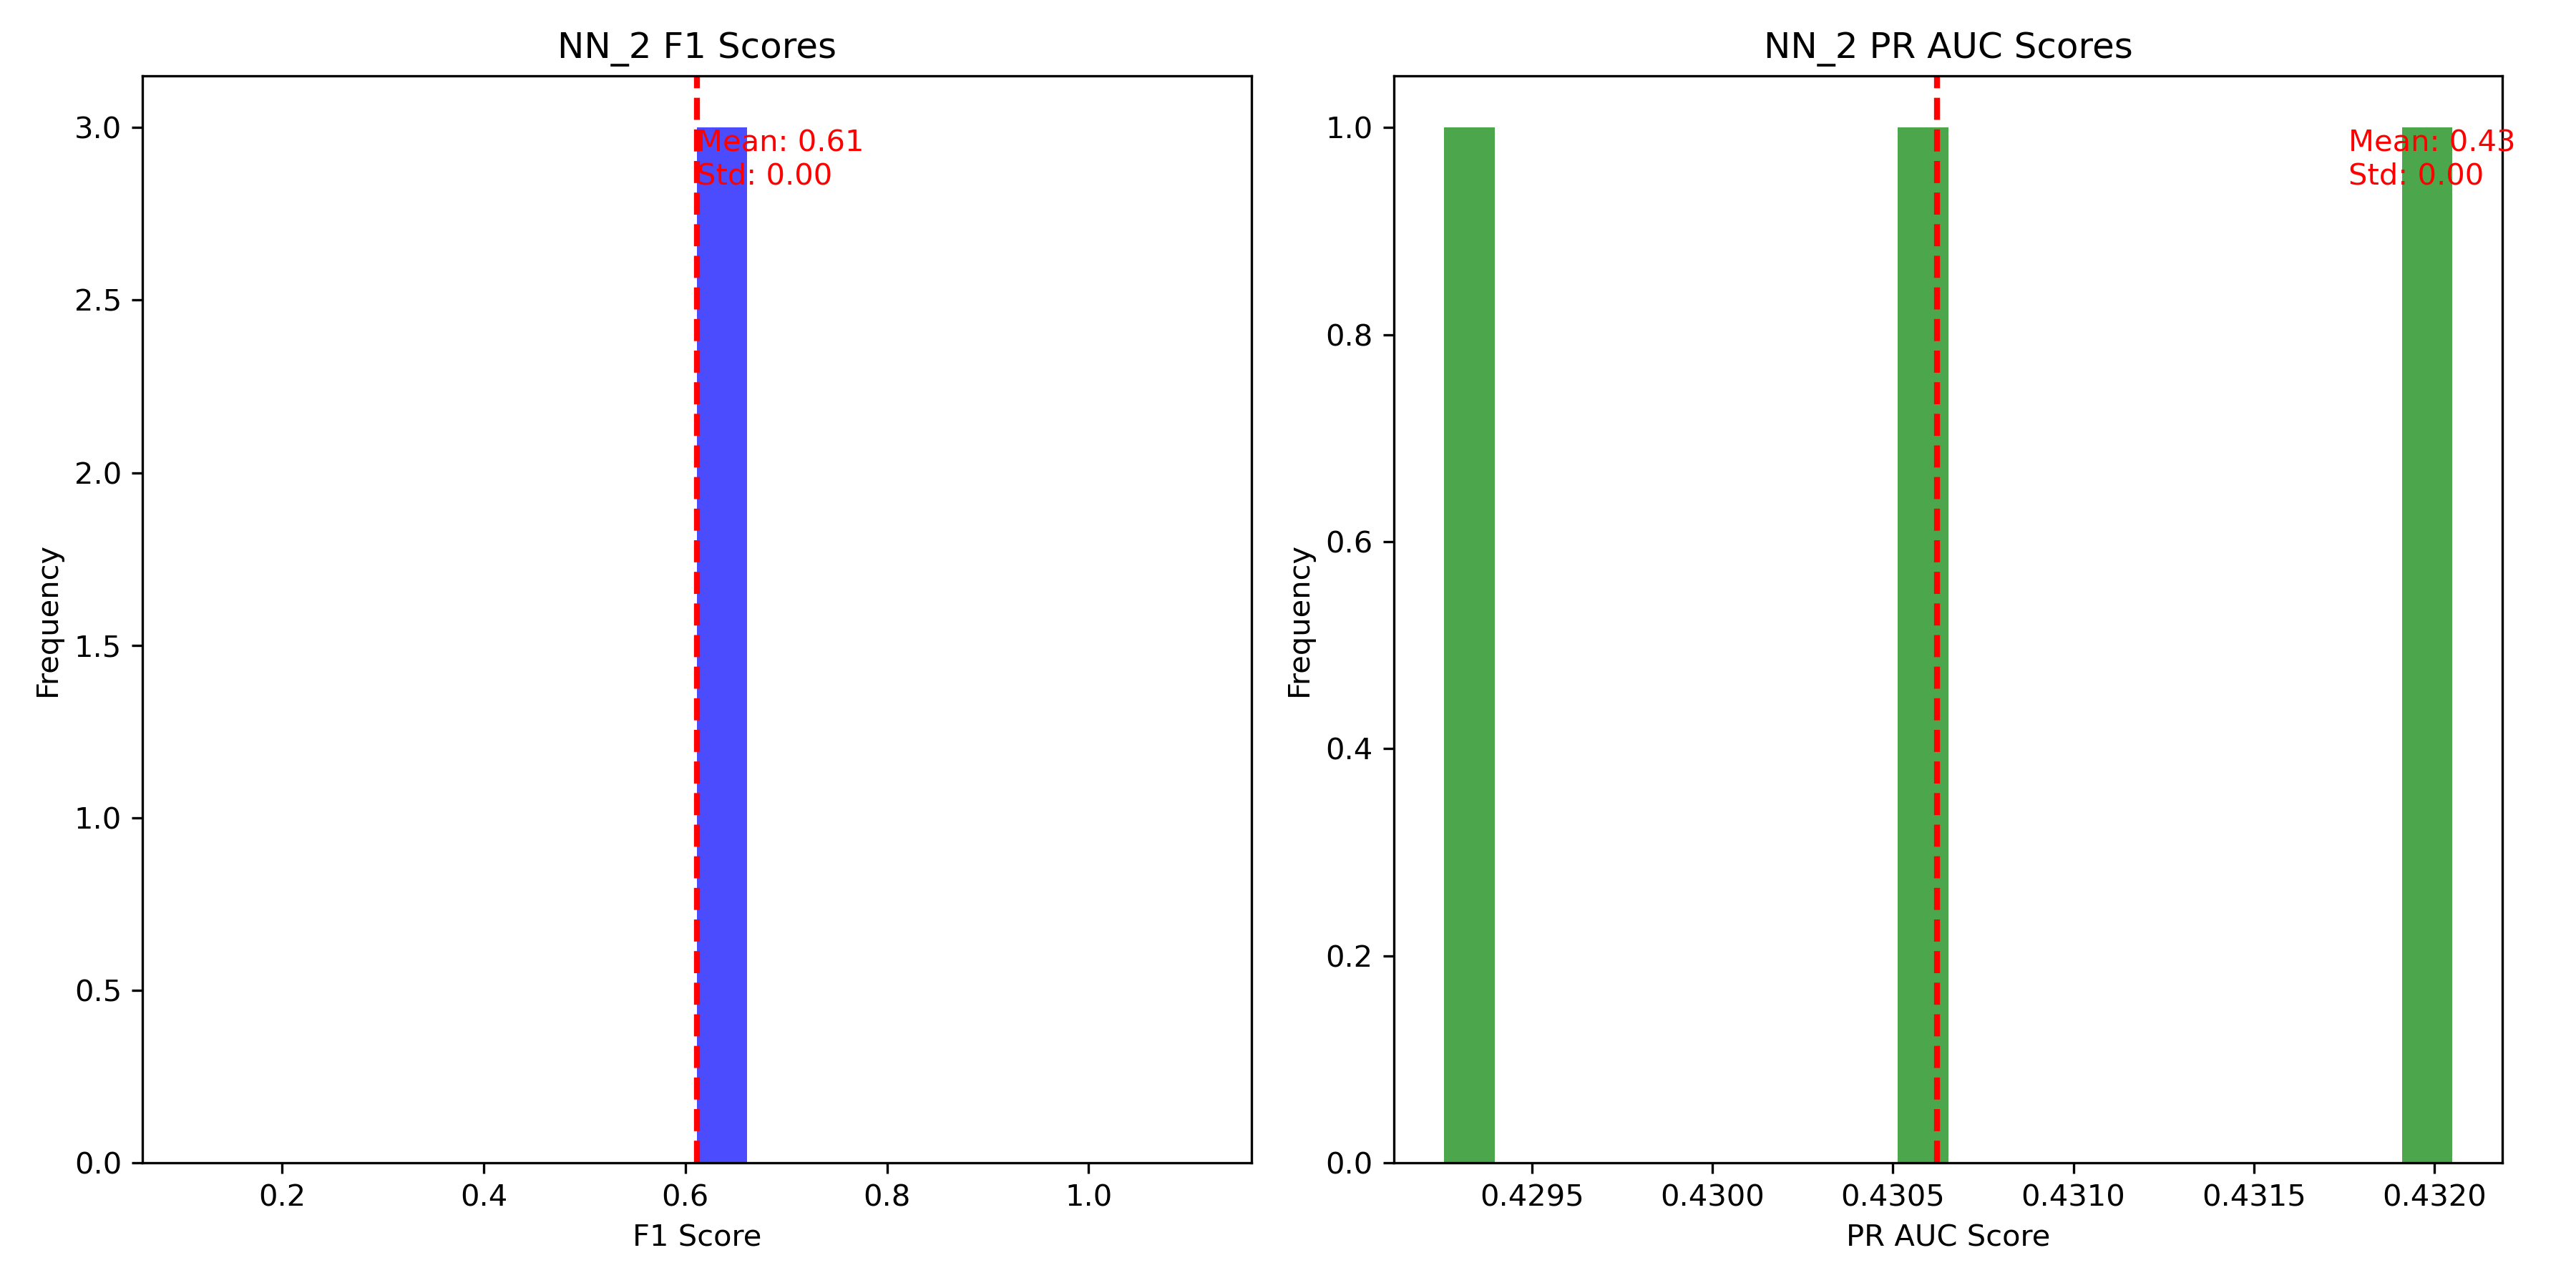 NN_2 F1 Scores
3.0
2.5
2.0
1.5
1.0
0.5
0.0
Frequency
Mean: 0.61
Std: 0.00
0.2 0.4 0.6 0.8 1.0
F1 Score
NN_2 PR AUC Scores
1.0
0.8
0.6
0.4
0.2
0.0
Frequency
Mean: 0.43
Std: 0.00
0.4295 0.4300 0.4305 0.4310 0.4315 0.4320
PR AUC Score